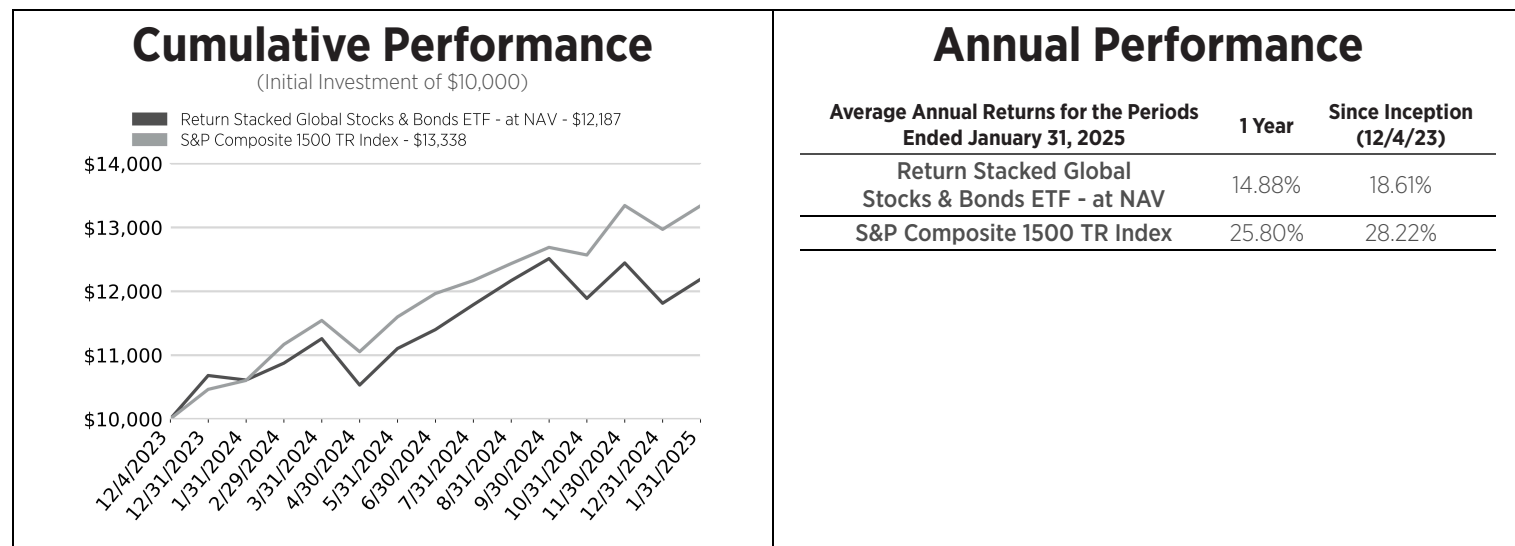 Cumulative Performance
(Initial Investment of $10,000)
Return Stacked Global Stocks & Bonds ETF - at NAV - $12,187
S&P Composite 1500 TR Index - $13,338
$14,000
$13,000
$12,000
$11,000
$10,000
12/4/2023
12/31/2023
1/31/2024
2/29/2024
3/31/2024
4/30/2024
5/31/2024
6/30/2024
7/31/2024
8/31/2024
9/30/2024
10/31/2024
11/30/2024
12/31/2024
1/31/2025
Annual Performance
Average Annual Returns for the Periods
Ended January 31, 2025
1 Year
Since Inception
(12/4/23)
Return Stacked Global
Stocks & Bonds ETF - at NAV
14.88%
18.61%
S&P Composite 1500 TR Index
25.80%
28.22%